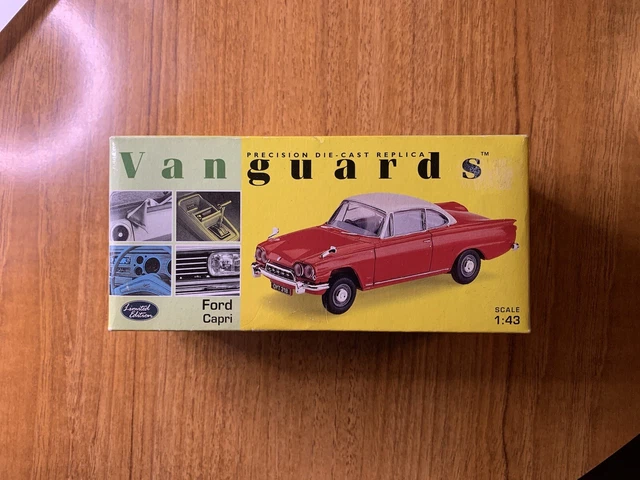 PRECISION DIE-CAST REPLICA
Vanguards™
Limited Edition
Ford
Capri
SCALE
1:43